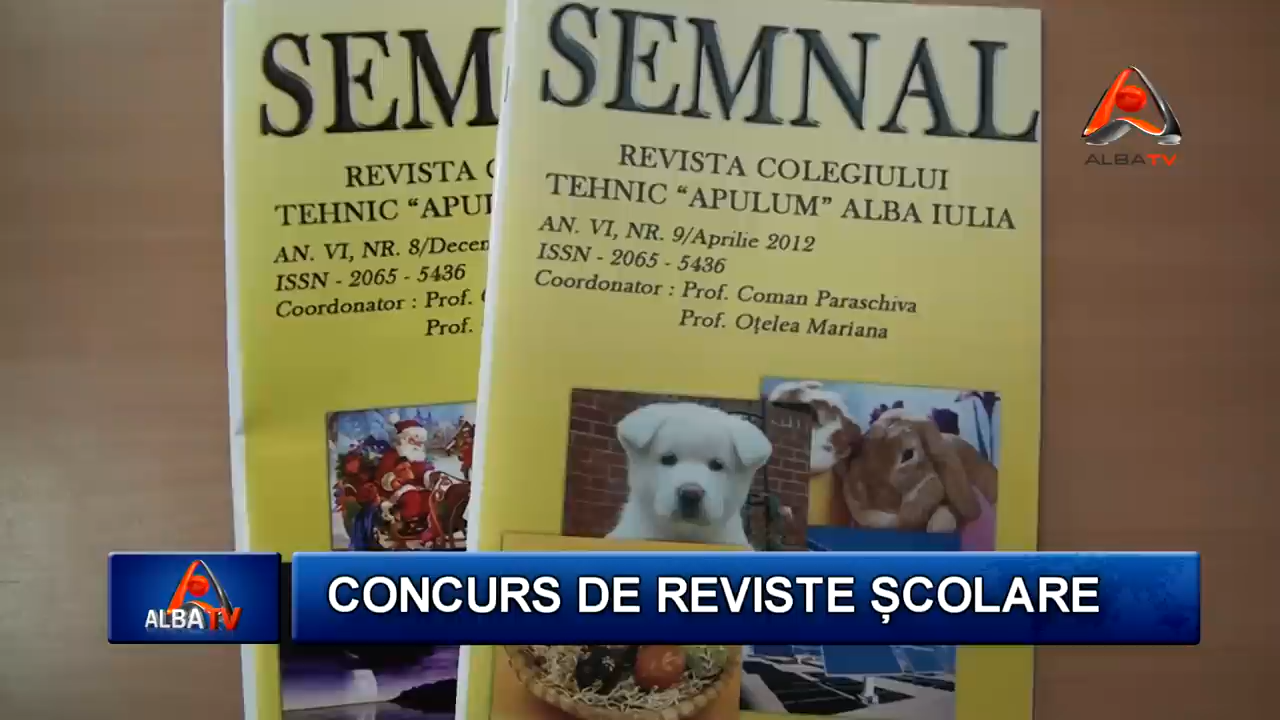 SEM
REVISTA
TEHNIC “APUL
AN. VI, NR. 8/Decem
ISSN - 2065 - 5436
Coordonator : Prof.
Prof.
SEMNAL
REVISTA COLEGIULUI
TEHNIC “APULUM” ALBA IULIA
AN. VI, NR. 9/Aprilie 2012
ISSN - 2065 - 5436
Coordonator : Prof. Coman Paraschiva
Prof. Oțelea Mariana
ALBATV
ALBATV
CONCURS DE REVISTE ȘCOLARE